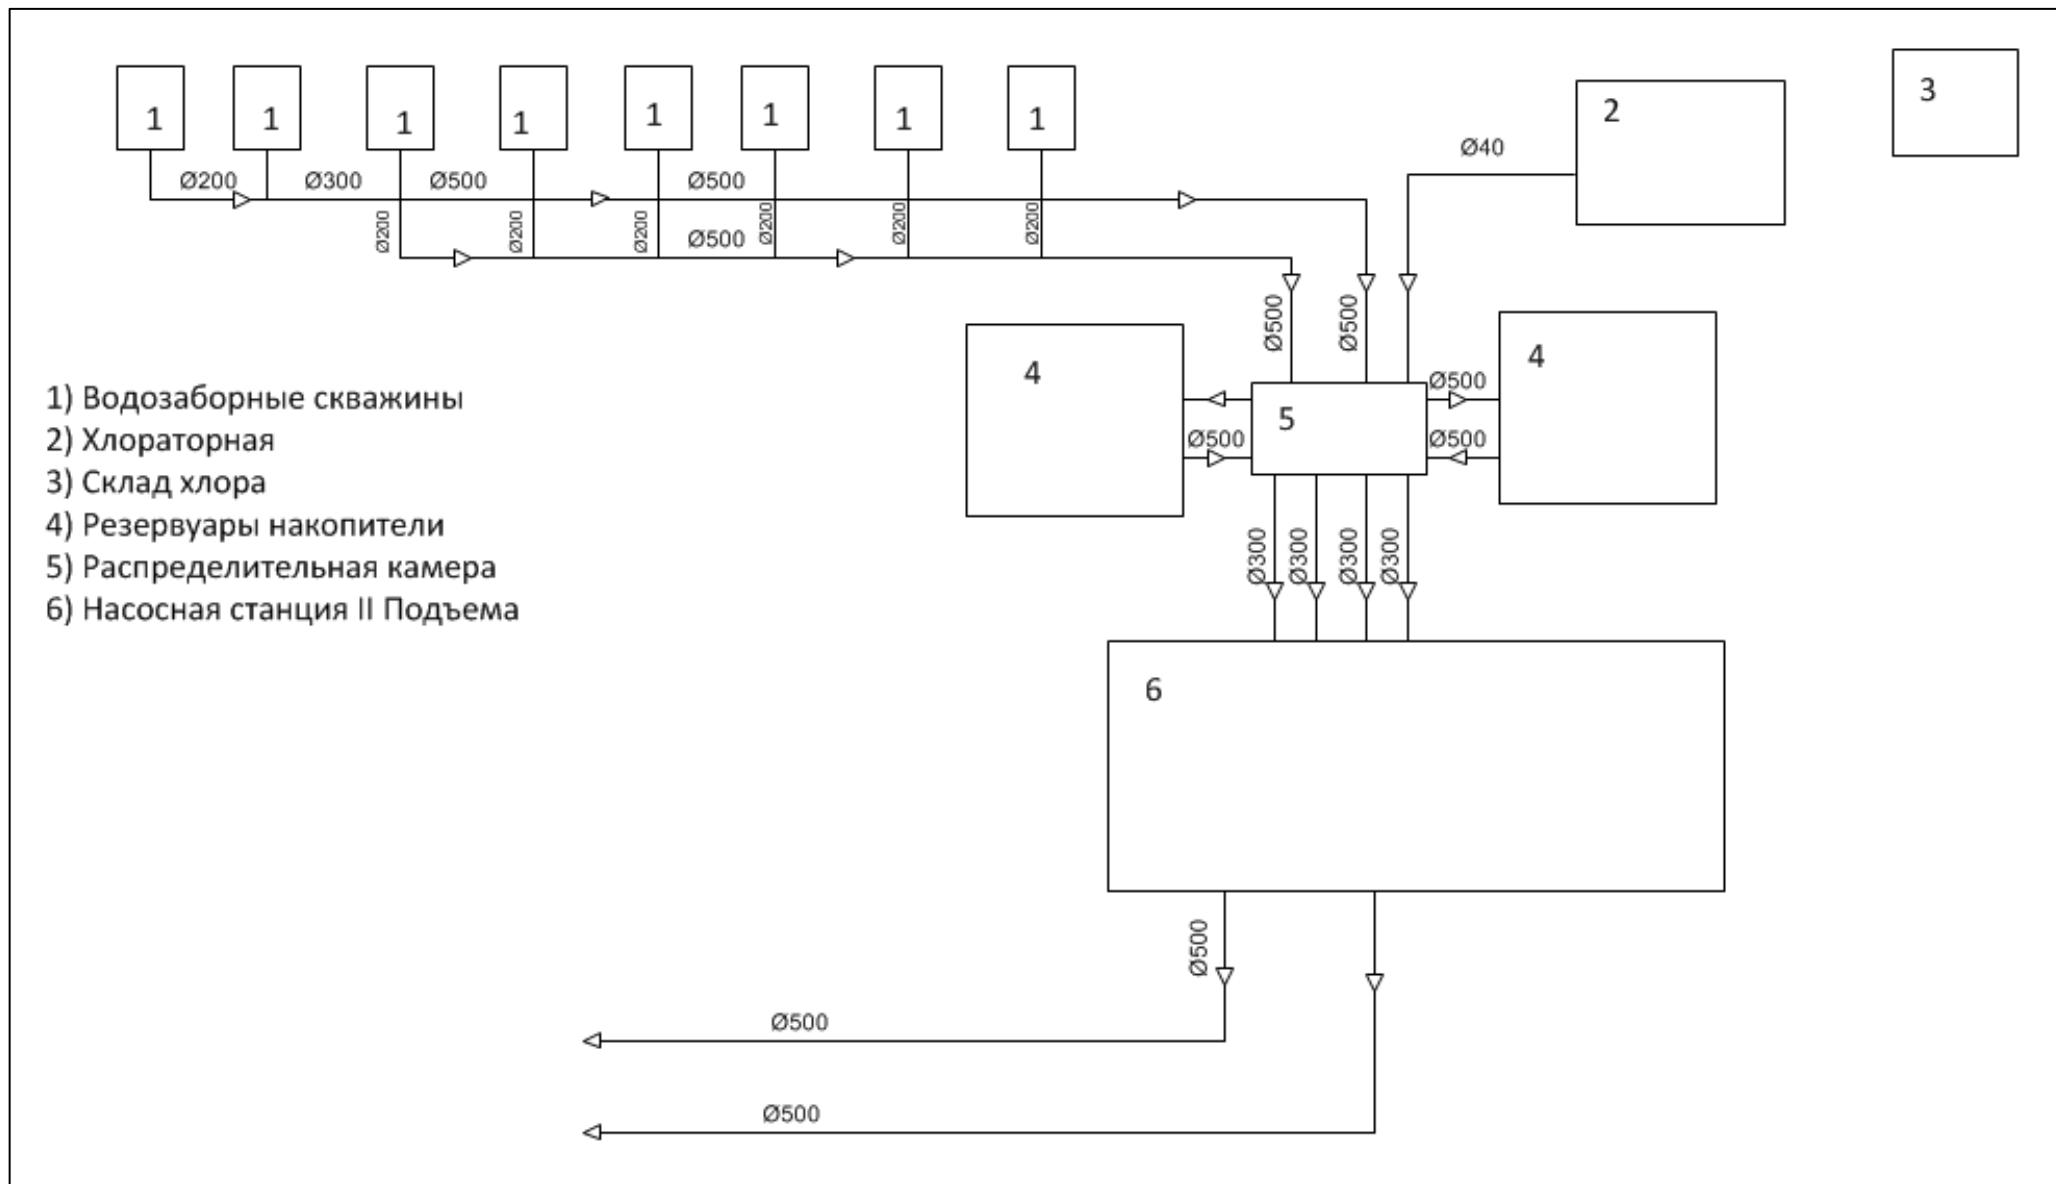 1
1
1
1
1
1
1
1
2
3
Ø40
Ø200
Ø300
Ø500
Ø500
Ø200
Ø200
Ø200
Ø500
Ø200
Ø200
Ø200
Ø500
Ø500
4
4
5
Ø500
Ø500
Ø500
1) Водозаборные скважины
2) Хлораторная
3) Склад хлора
4) Резервуары накопители
5) Распределительная камера
6) Насосная станция II Подъема
Ø300
Ø300
Ø300
Ø300
6
Ø500
Ø500
Ø500